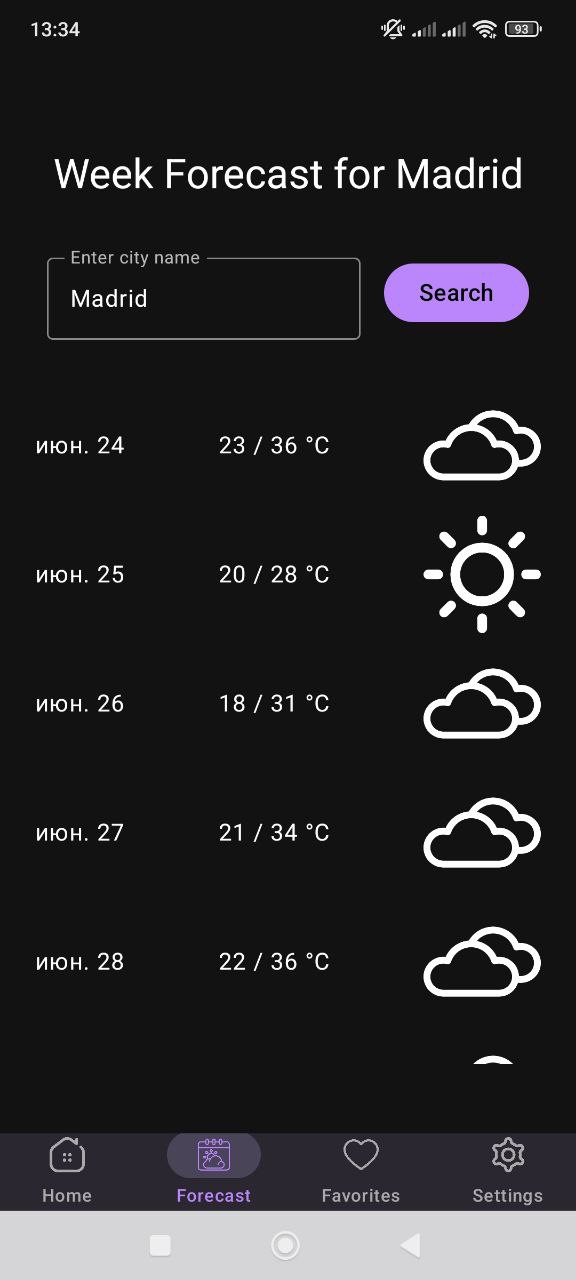 13:34
93
Week Forecast for Madrid
Enter city name
Madrid
Search
июн. 24 23 / 36 °C
июн. 25 20 / 28 °C
июн. 26 18 / 31 °C
июн. 27 21 / 34 °C
июн. 28 22 / 36 °C
Home Forecast Favorites Settings